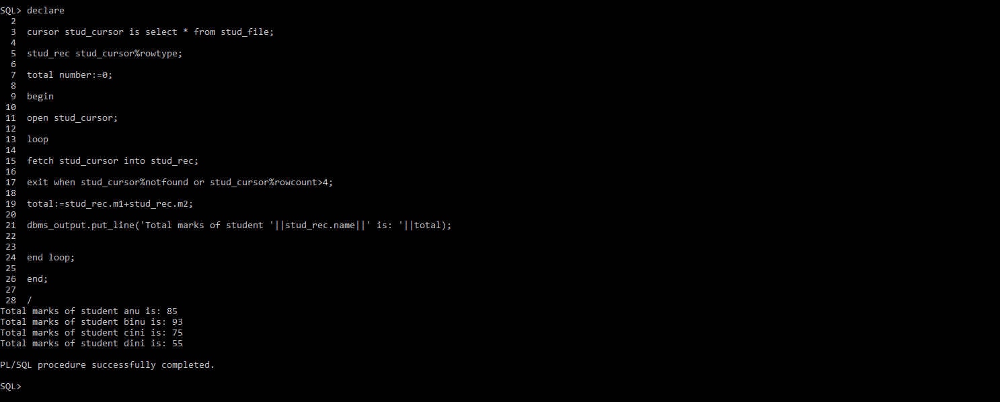 SQL> declare
  2
  3  cursor stud_cursor is select * from stud_file;
  4
  5  stud_rec stud_cursor%rowtype;
  6
  7  total number:=0;
  8
  9  begin
 10
 11  open stud_cursor;
 12
 13  loop
 14
 15  fetch stud_cursor into stud_rec;
 16
 17  exit when stud_cursor%notfound or stud_cursor%rowcount>4;
 18
 19  total:=stud_rec.m1+stud_rec.m2;
 20
 21  dbms_output.put_line('Total marks of student '||stud_rec.name||' is: '||total);
 22
 23
 24  end loop;
 25
 26  end;
 27
 28  /
Total marks of student anu is: 85
Total marks of student binu is: 93
Total marks of student cini is: 75
Total marks of student dini is: 55

PL/SQL procedure successfully completed.

SQL>